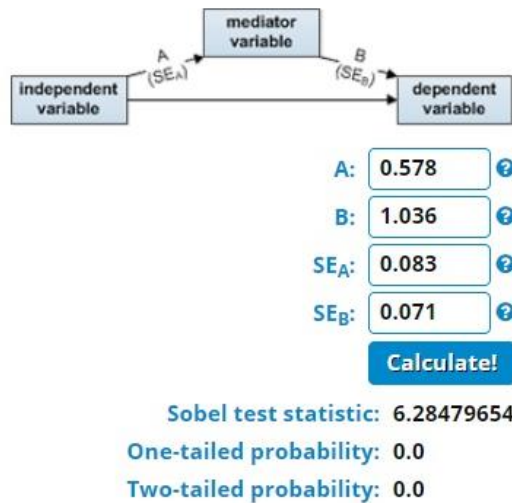 mediator
variable
A
(SEA)
B
(SEB)
independent
variable
dependent
variable
A: 0.578 ?
B: 1.036 ?
SEA: 0.083 ?
SEB: 0.071 ?
Calculate!
Sobel test statistic: 6.28479654
One-tailed probability: 0.0
Two-tailed probability: 0.0